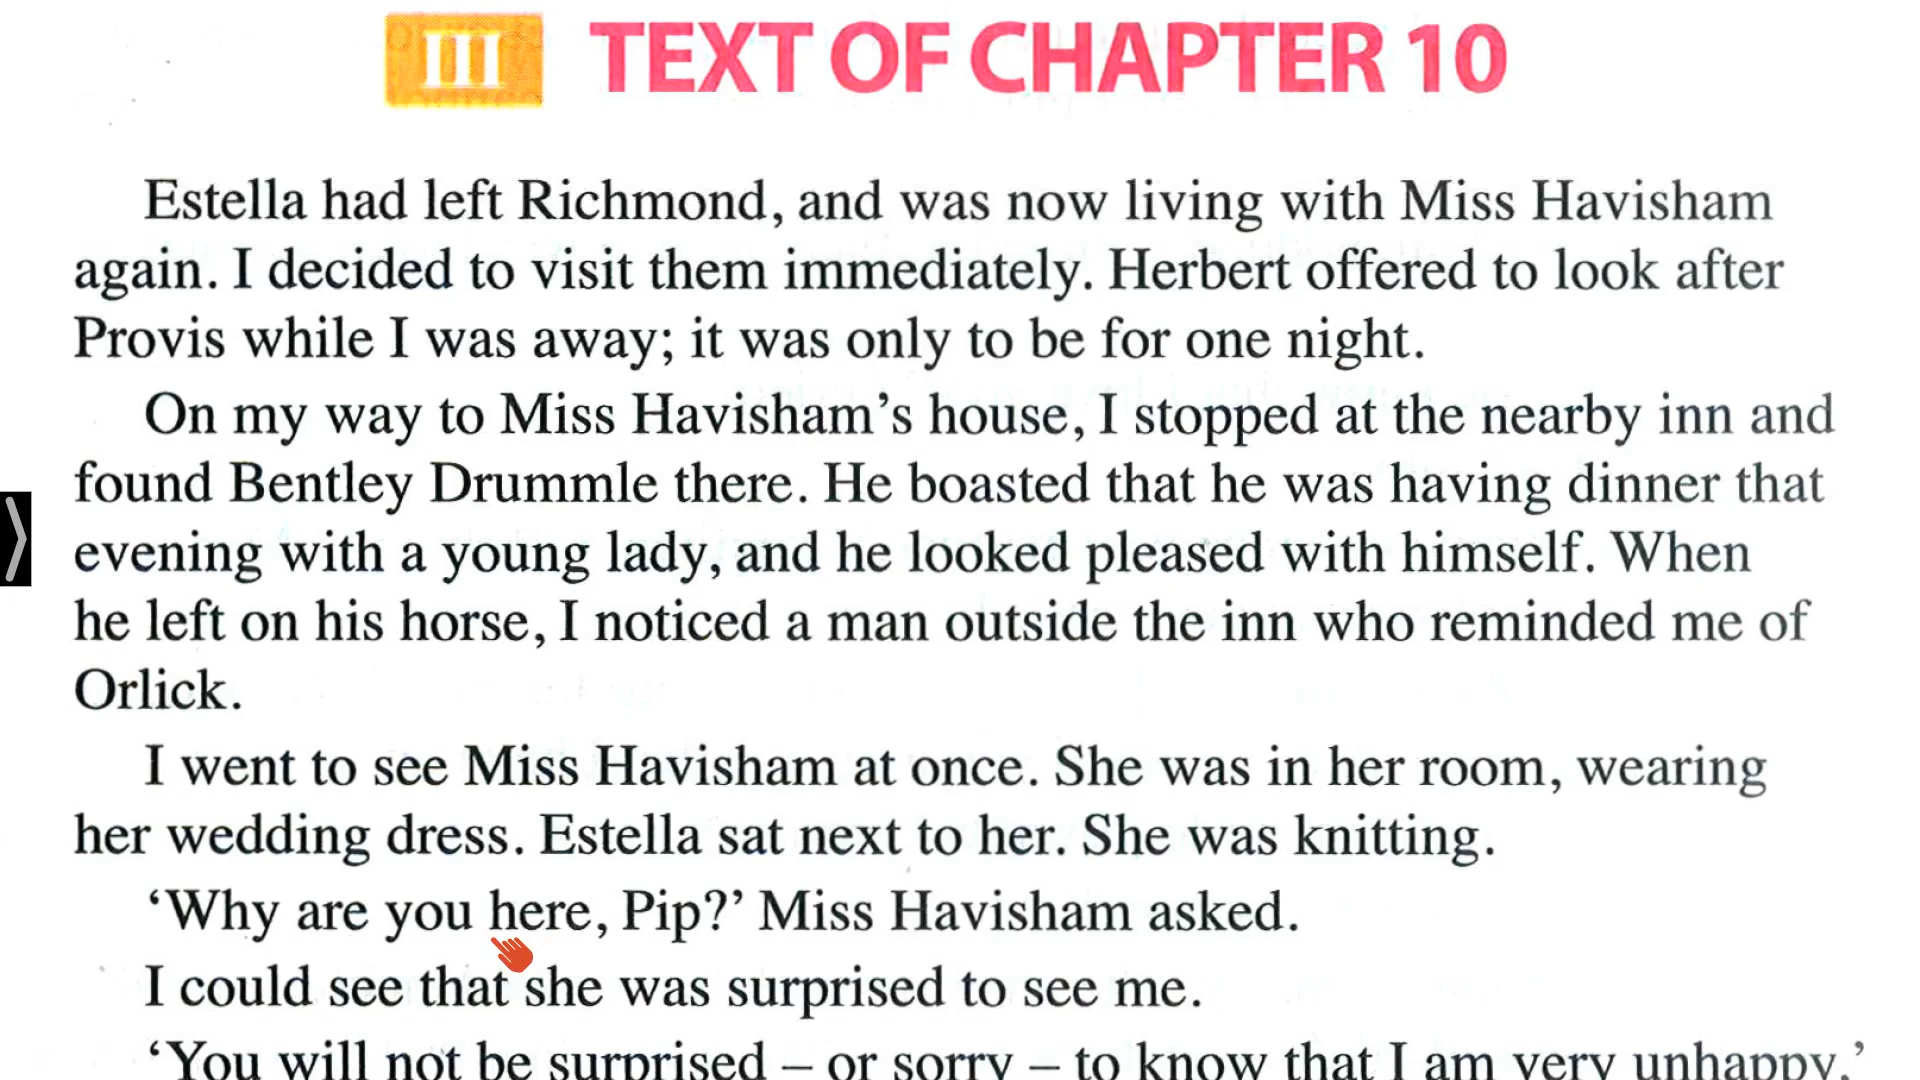 III TEXT OF CHAPTER 10
Estella had left Richmond, and was now living with Miss Havisham
again. I decided to visit them immediately. Herbert offered to look after
Provis while I was away; it was only to be for one night.
On my way to Miss Havisham’s house, I stopped at the nearby inn and
found Bentley Drummle there. He boasted that he was having dinner that
evening with a young lady, and he looked pleased with himself. When
he left on his horse, I noticed a man outside the inn who reminded me of
Orlick.
I went to see Miss Havisham at once. She was in her room, wearing
her wedding dress. Estella sat next to her. She was knitting.
‘Why are you here, Pip?’ Miss Havisham asked.
I could see that she was surprised to see me.
‘You will not be surprised – or sorry – to know that I am very unhappy.’